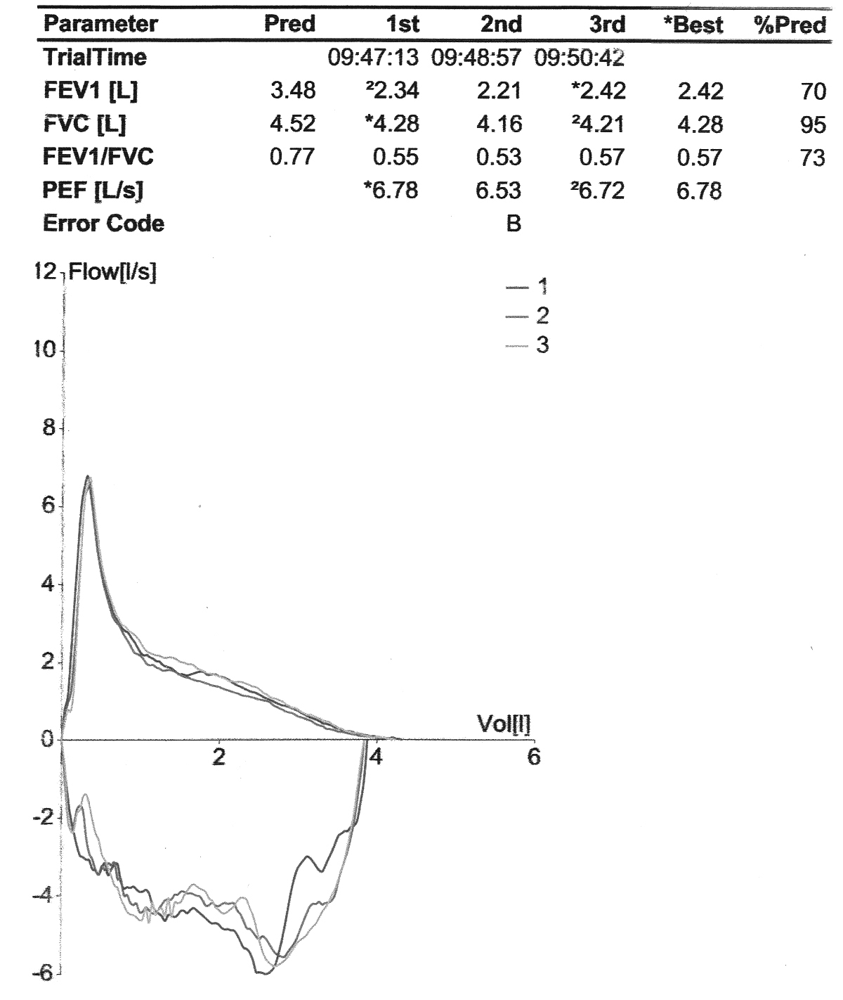 Parameter Pred 1st 2nd 3rd *Best %Pred
TrialTime 09:47:13 09:48:57 09:50:42
FEV1 [L] 3.48 ²2.34 2.21 *2.42 2.42 70
FVC [L] 4.52 *4.28 4.16 ²4.21 4.28 95
FEV1/FVC 0.77 0.55 0.53 0.57 0.57 73
PEF [L/s] *6.78 6.53 ²6.72 6.78
Error Code B
12 Flow[l/s]
1
2
10
3
8
6
4
2
Vol[l]
0
2 4 6
-2
-4
-6